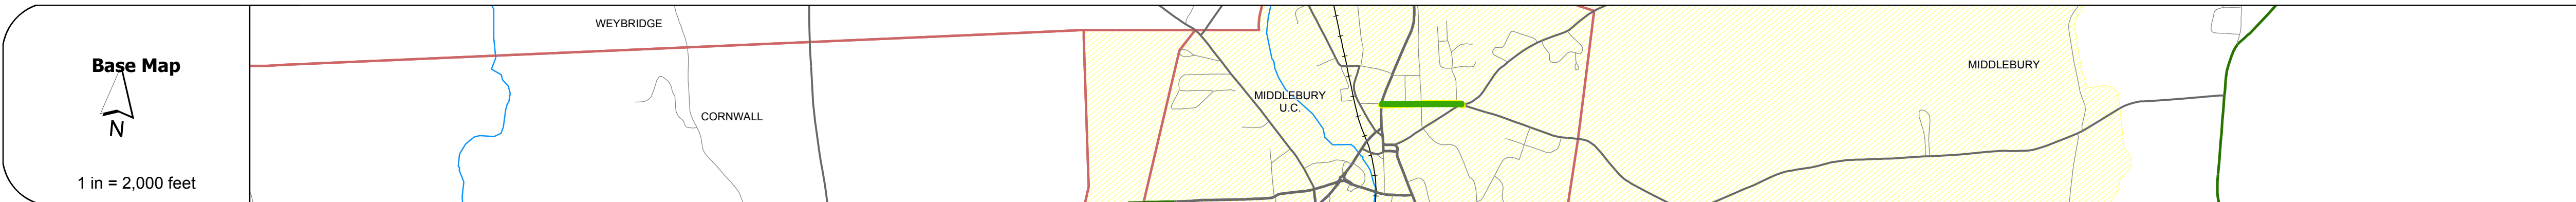 Base Map
N
1 in = 2,000 feet
WEYBRIDGE
CORNWALL
MIDDLEBURY
U.C.
MIDDLEBURY